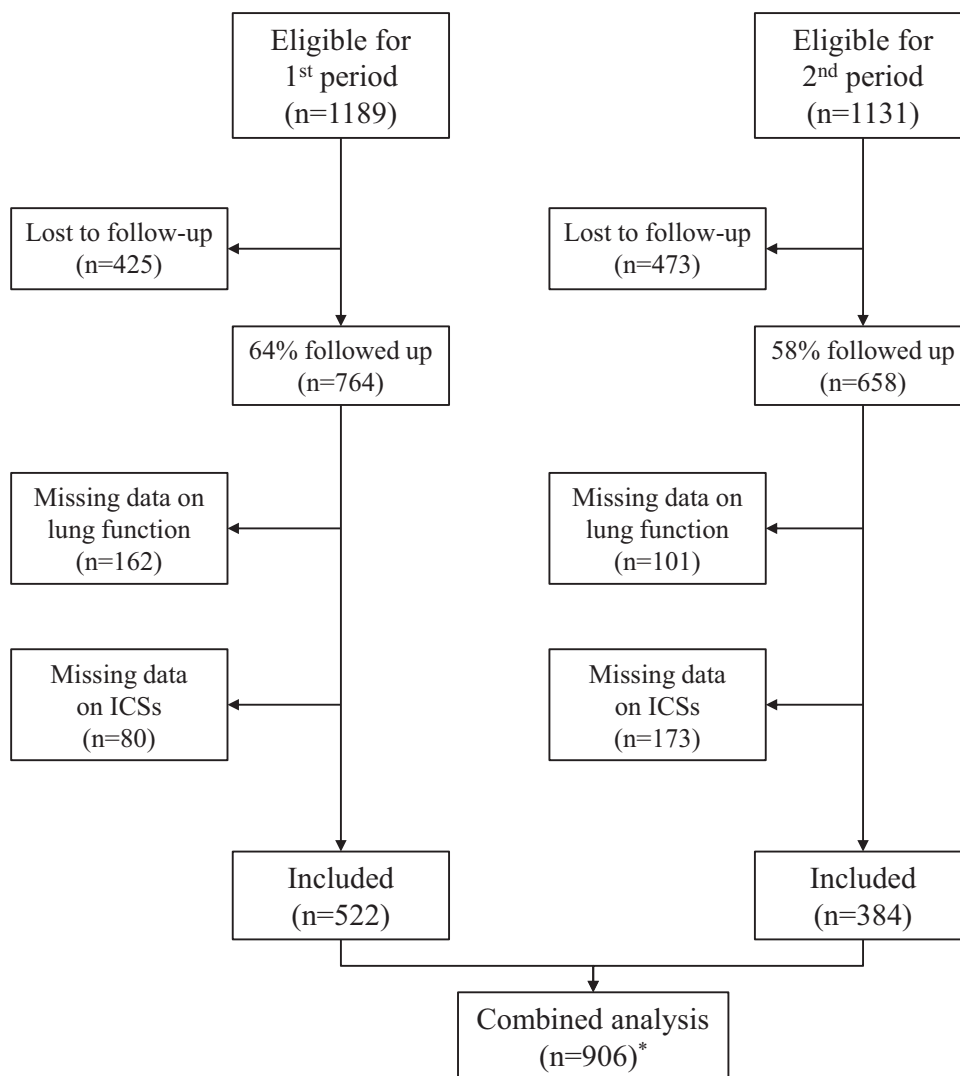 Eligible for
1st period
(n=1189)
Eligible for
2nd period
(n=1131)
Lost to follow-up
(n=425)
Lost to follow-up
(n=473)
64% followed up
(n=764)
58% followed up
(n=658)
Missing data on
lung function
(n=162)
Missing data on
lung function
(n=101)
Missing data
on ICSs
(n=80)
Missing data
on ICSs
(n=173)
Included
(n=522)
Included
(n=384)
Combined analysis
(n=906)*